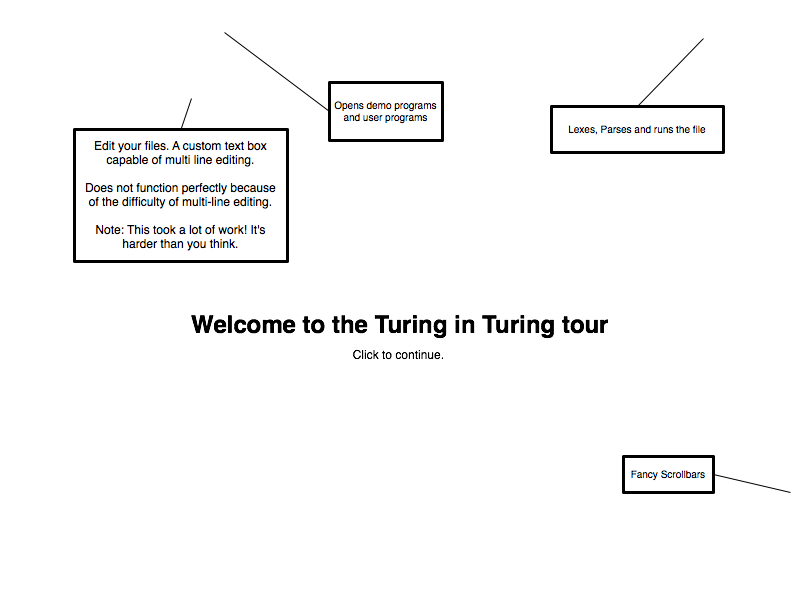 Opens demo programs
and user programs
Lexes, Parses and runs the file
Edit your files. A custom text box
capable of multi line editing.
Does not function perfectly because
of the difficulty of multi-line editing.
Note: This took a lot of work! It's
harder than you think.
Welcome to the Turing in Turing tour
Click to continue.
Fancy Scrollbars